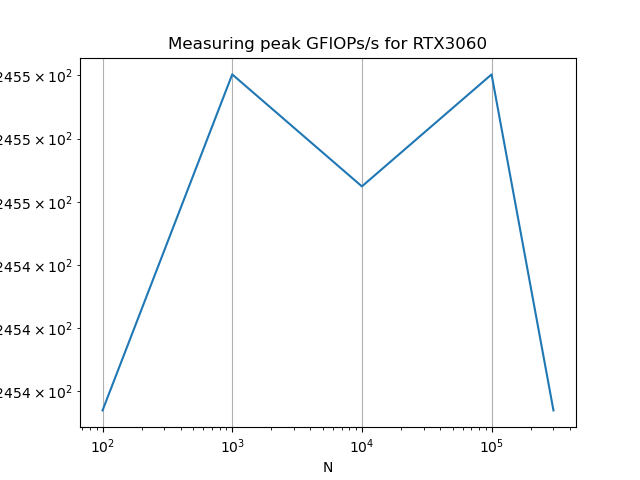 Measuring peak GFlOPs/s for RTX3060
2455 × 10²
2455 × 10²
2455 × 10²
2454 × 10²
2454 × 10²
2454 × 10²
10² 10³ 10⁴ 10⁵
N